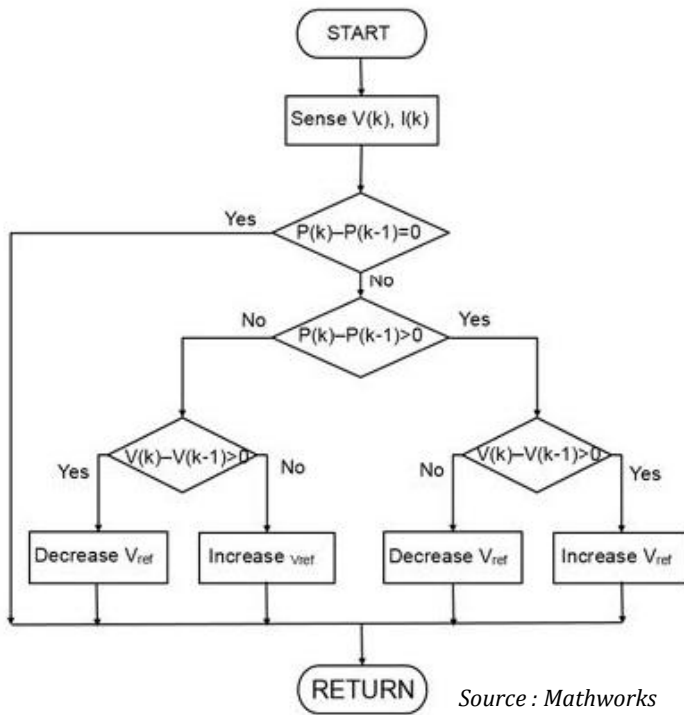 START
Sense V(k), I(k)
Yes
P(k)–P(k-1)=0
No
No
P(k)–P(k-1)>0
Yes
Yes
V(k)–V(k-1)>0
No
No
V(k)–V(k-1)>0
Yes
Decrease Vref
Increase Vref
Decrease Vref
Increase Vref
RETURN
Source : Mathworks